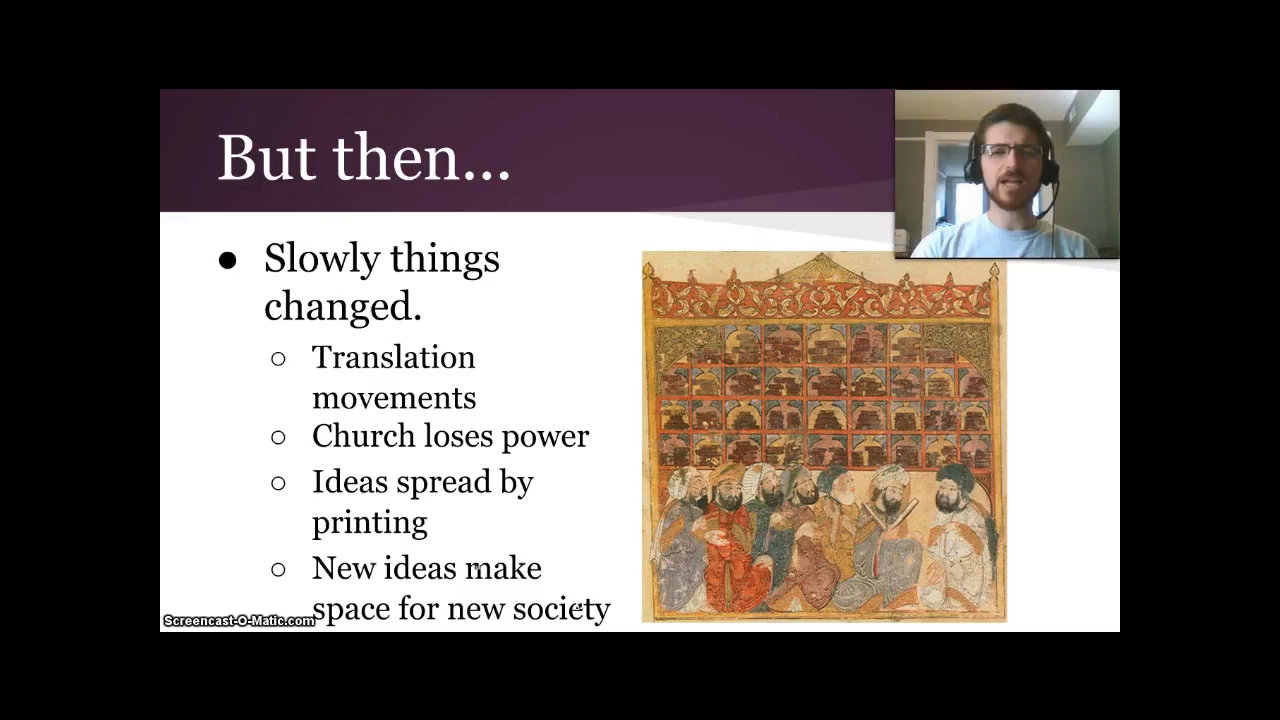 But then...
● Slowly things
changed.
○ Translation
movements
○ Church loses power
○ Ideas spread by
printing
○ New ideas make
space for new society
Screencast-O-Matic.com